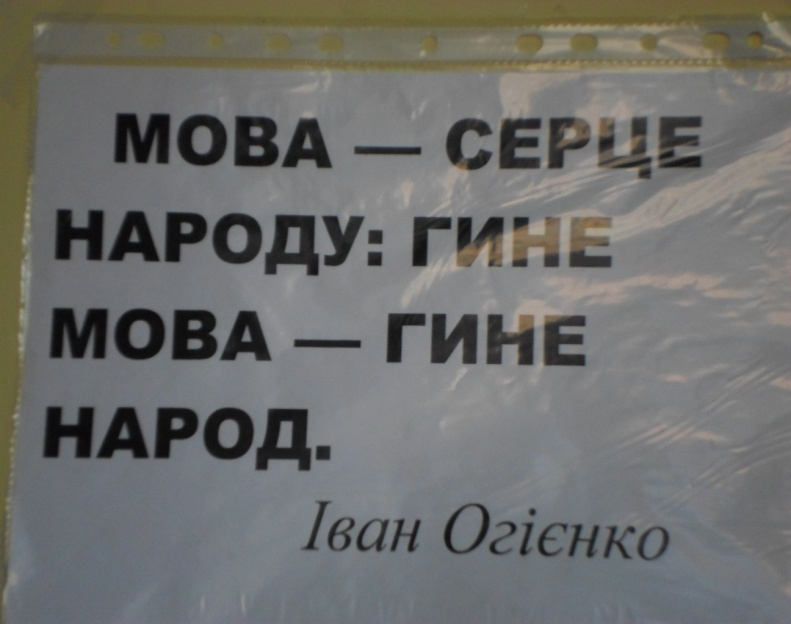 МОВА — СЕРЦЕ
НАРОДУ: ГИНЕ
МОВА — ГИНЕ
НАРОД.
Іван Огієнко